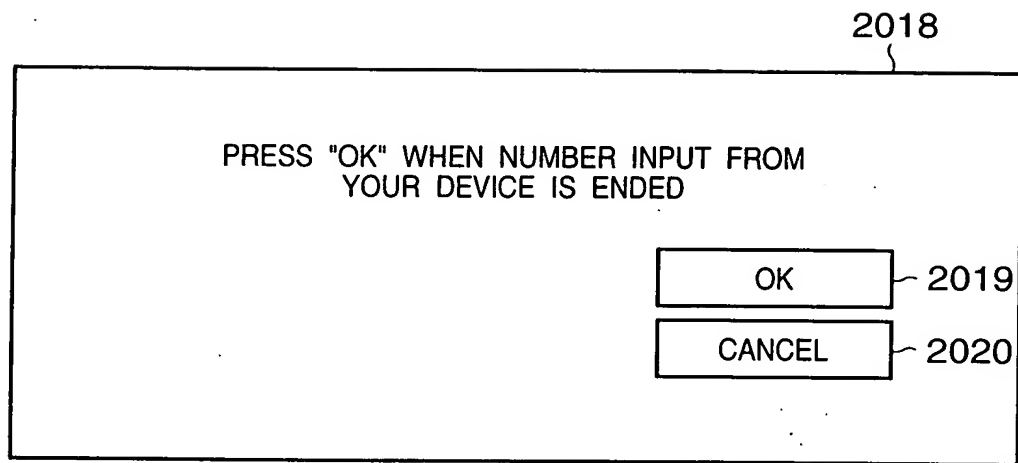 2018
PRESS "OK" WHEN NUMBER INPUT FROM
YOUR DEVICE IS ENDED
OK
2019
CANCEL
2020